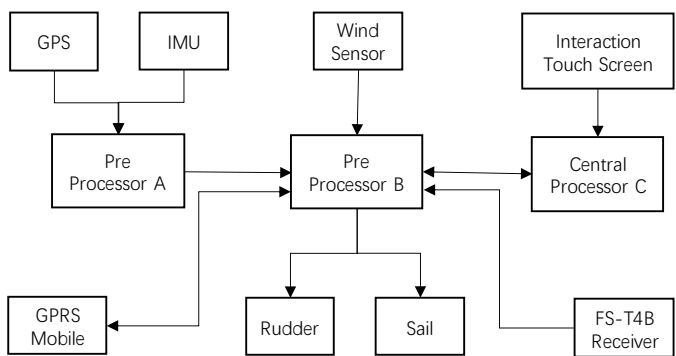 GPS
IMU
Wind
Sensor
Interaction
Touch Screen
Pre
Processor A
Pre
Processor B
Central
Processor C
GPRS
Mobile
Rudder
Sail
FS-T4B
Receiver